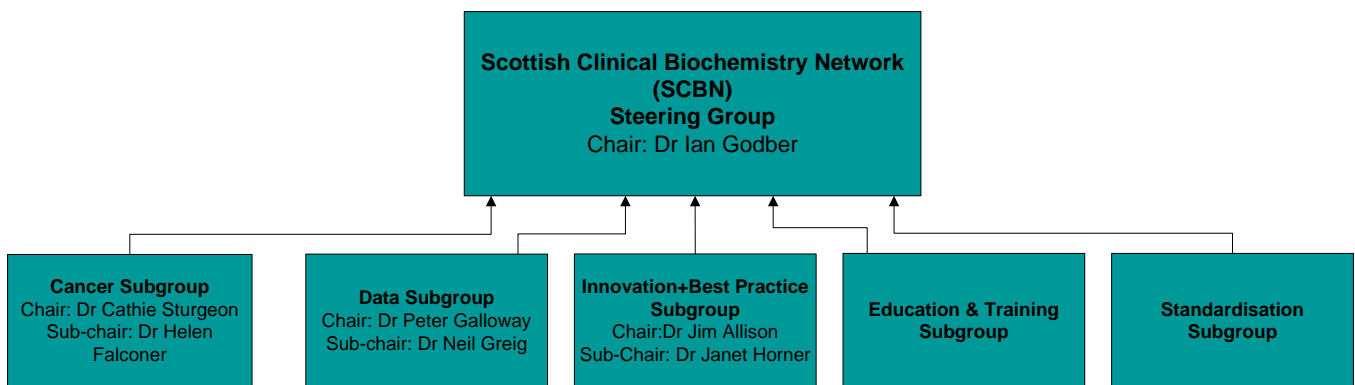 Scottish Clinical Biochemistry Network
(SCBN)
Steering Group
Chair: Dr Ian Godber
Cancer Subgroup
Chair: Dr Cathie Sturgeon
Sub-chair: Dr Helen
Falconer
Data Subgroup
Chair: Dr Peter Galloway
Sub-chair: Dr Neil Greig
Innovation+Best Practice
Subgroup
Chair:Dr Jim Allison
Sub-Chair: Dr Janet Horner
Education & Training
Subgroup
Standardisation
Subgroup